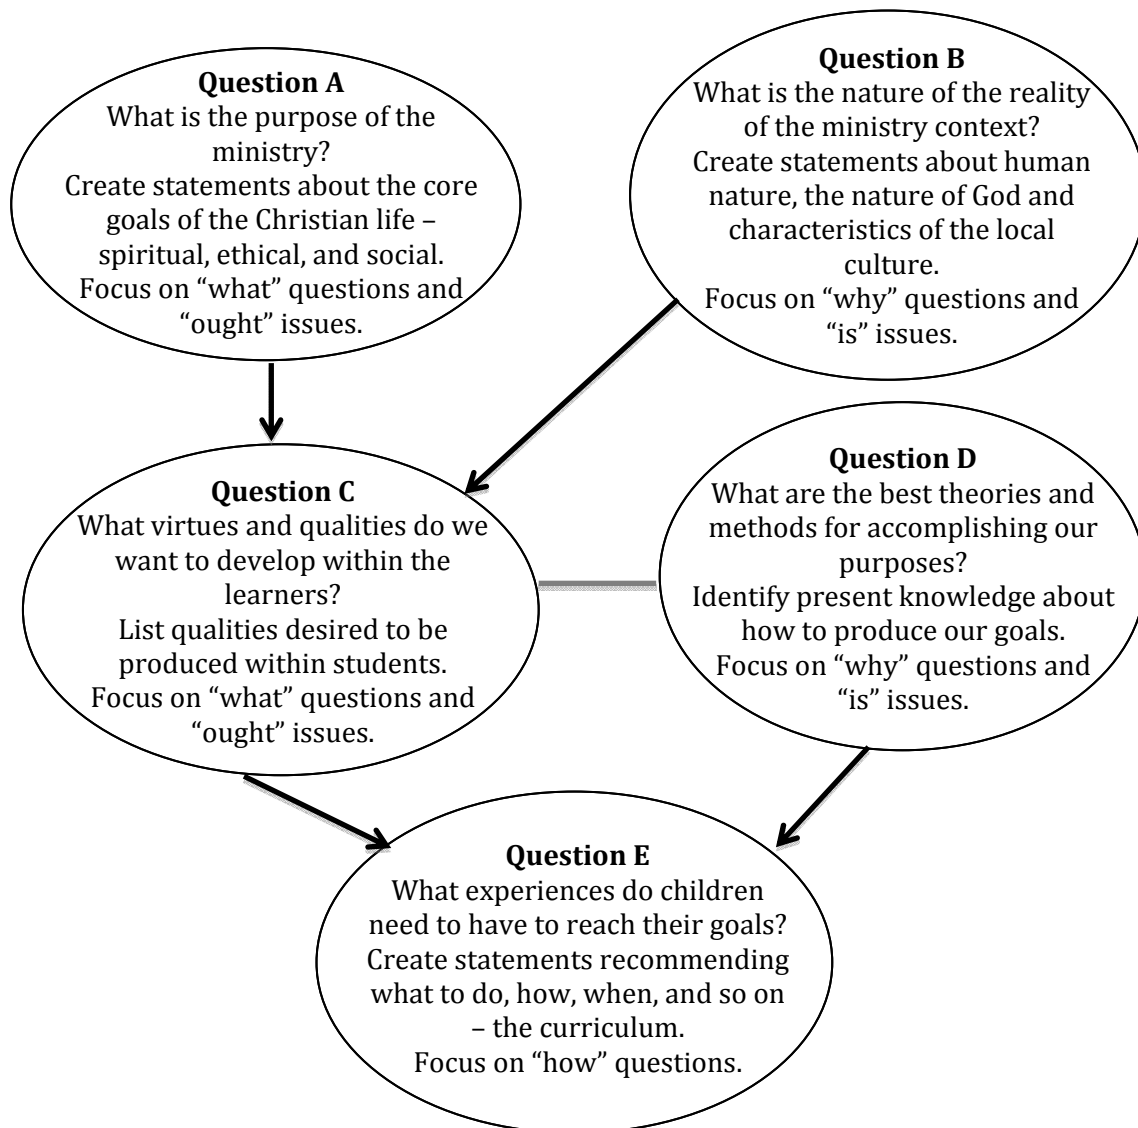 Question A
What is the purpose of the
ministry?
Create statements about the core
goals of the Christian life –
spiritual, ethical, and social.
Focus on “what” questions and
“ought” issues.
Question B
What is the nature of the reality
of the ministry context?
Create statements about human
nature, the nature of God and
characteristics of the local
culture.
Focus on “why” questions and
“is” issues.
Question C
What virtues and qualities do we
want to develop within the
learners?
List qualities desired to be
produced within students.
Focus on “what” questions and
“ought” issues.
Question D
What are the best theories and
methods for accomplishing our
purposes?
Identify present knowledge about
how to produce our goals.
Focus on “why” questions and
“is” issues.
Question E
What experiences do children
need to have to reach their goals?
Create statements recommending
what to do, how, when, and so on
– the curriculum.
Focus on “how” questions.